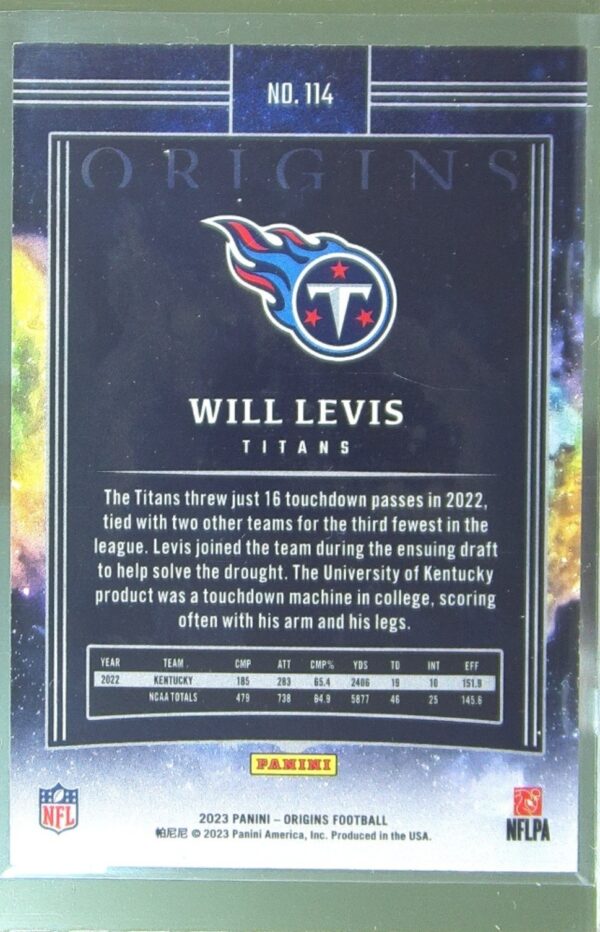 NO. 114
ORIGINS
T
WILL LEVIS
TITANS
The Titans threw just 16 touchdown passes in 2022,
tied with two other teams for the third fewest in the
league. Levis joined the team during the ensuing draft
to help solve the drought. The University of Kentucky
product was a touchdown machine in college, scoring
often with his arm and his legs.
YEAR TEAM CMP ATT CMP% YDS TD INT EFF
2022 KENTUCKY 185 283 65.4 2406 19 10 151.9
NCAA TOTALS 479 738 64.9 5877 46 25 145.6
PANINI
NFL
NFLPA
2023 PANINI – ORIGINS FOOTBALL
帕尼尼 © 2023 Panini America, Inc. Produced in the USA.